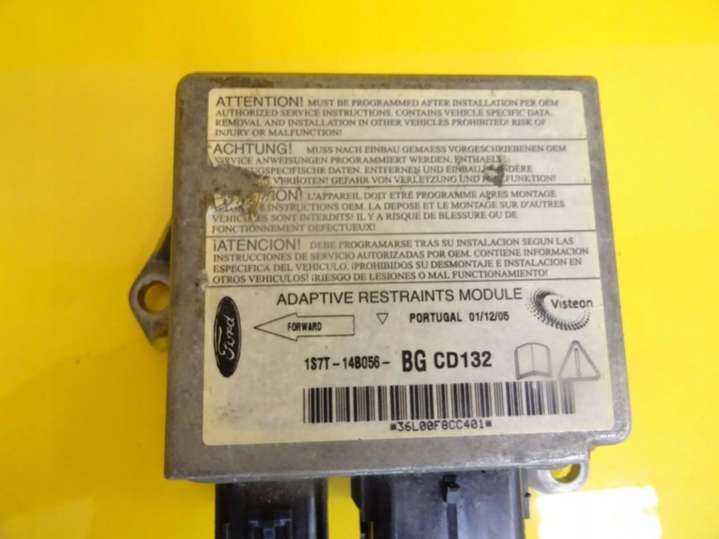 ATTENTION! MUST BE PROGRAMMED AFTER INSTALLATION PER OEM
AUTHORIZED SERVICE INSTRUCTIONS. CONTAINS VEHICLE SPECIFIC DATA.
REMOVAL AND INSTALLATION IN OTHER VEHICLES PROHIBITED! RISK OF
INJURY OR MALFUNCTION!
ACHTUNG! MUSS NACH EINBAU GEMAESS VORGESCHRIEBENEN OEM
SERVICE ANWEISUNGEN PROGRAMMIERT WERDEN. ENTHAELT
DATEN. ENTFERNEN UND EINBAU
VERBOTEN! GEFAHR VON VERLETZUNG
L'APPAREIL DOIT ETRE PROGRAMME APRES MONTAGE
INSTRUCTIONS OEM. LA DEPOSE ET LE MONTAGE SUR D'AUTRES
VEHICULES SONT INTERDITS! IL Y A RISQUE DE BLESSURE OU DE
FONCTIONNEMENT DEFECTUEUX!
¡ATENCION! DEBE PROGRAMARSE TRAS SU INSTALACION SEGUN LAS
INSTRUCCIONES DE SERVICIO AUTORIZADAS POR OEM. CONTIENE INFORMACION
ESPECIFICA DEL VEHICULO. ¡PROHIBIDO SU DESMONTAJE E INSTALACION EN
OTROS VEHICULOS! ¡RIESGO DE LESIONES O MAL FUNCIONAMIENTO!
ADAPTIVE RESTRAINTS MODULE
Visteon
Ford
FORWARD
PORTUGAL 01/12/05
1S7T-14B056- BG CD132
*36L00F8CC401*